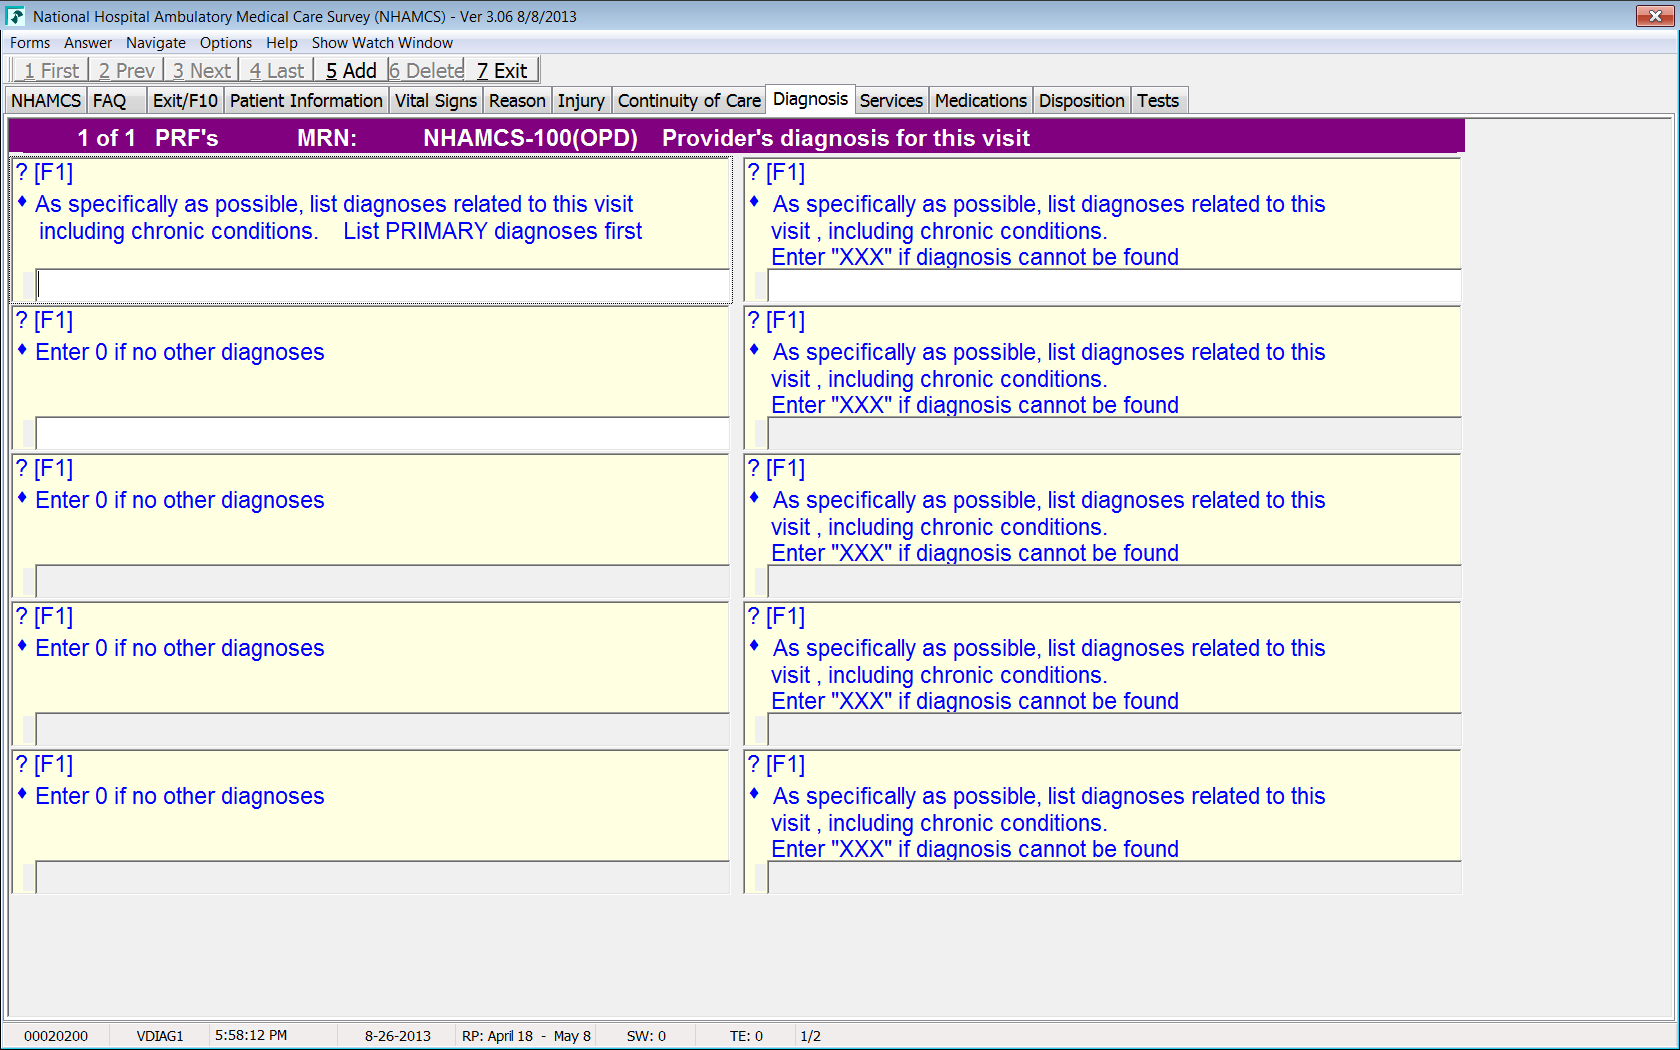 National Hospital Ambulatory Medical Care Survey (NHAMCS) - Ver 3.06 8/8/2013
Forms Answer Navigate Options Help Show Watch Window
1 First 2 Prev 3 Next 4 Last 5 Add 6 Delete 7 Exit
NHAMCS FAQ Exit/F10 Patient Information Vital Signs Reason Injury Continuity of Care Diagnosis Services Medications Disposition Tests
1 of 1 PRF's MRN: NHAMCS-100(OPD) Provider's diagnosis for this visit
? [F1]
♦ As specifically as possible, list diagnoses related to this visit
including chronic conditions. List PRIMARY diagnoses first
? [F1]
♦ As specifically as possible, list diagnoses related to this
visit , including chronic conditions.
Enter "XXX" if diagnosis cannot be found
? [F1]
♦ Enter 0 if no other diagnoses
? [F1]
♦ As specifically as possible, list diagnoses related to this
visit , including chronic conditions.
Enter "XXX" if diagnosis cannot be found
? [F1]
♦ Enter 0 if no other diagnoses
? [F1]
♦ As specifically as possible, list diagnoses related to this
visit , including chronic conditions.
Enter "XXX" if diagnosis cannot be found
? [F1]
♦ Enter 0 if no other diagnoses
? [F1]
♦ As specifically as possible, list diagnoses related to this
visit , including chronic conditions.
Enter "XXX" if diagnosis cannot be found
? [F1]
♦ Enter 0 if no other diagnoses
? [F1]
♦ As specifically as possible, list diagnoses related to this
visit , including chronic conditions.
Enter "XXX" if diagnosis cannot be found
00020200 VDIAG1 5:58:12 PM 8-26-2013 RP: April 18 - May 8 SW: 0 TE: 0 1/2